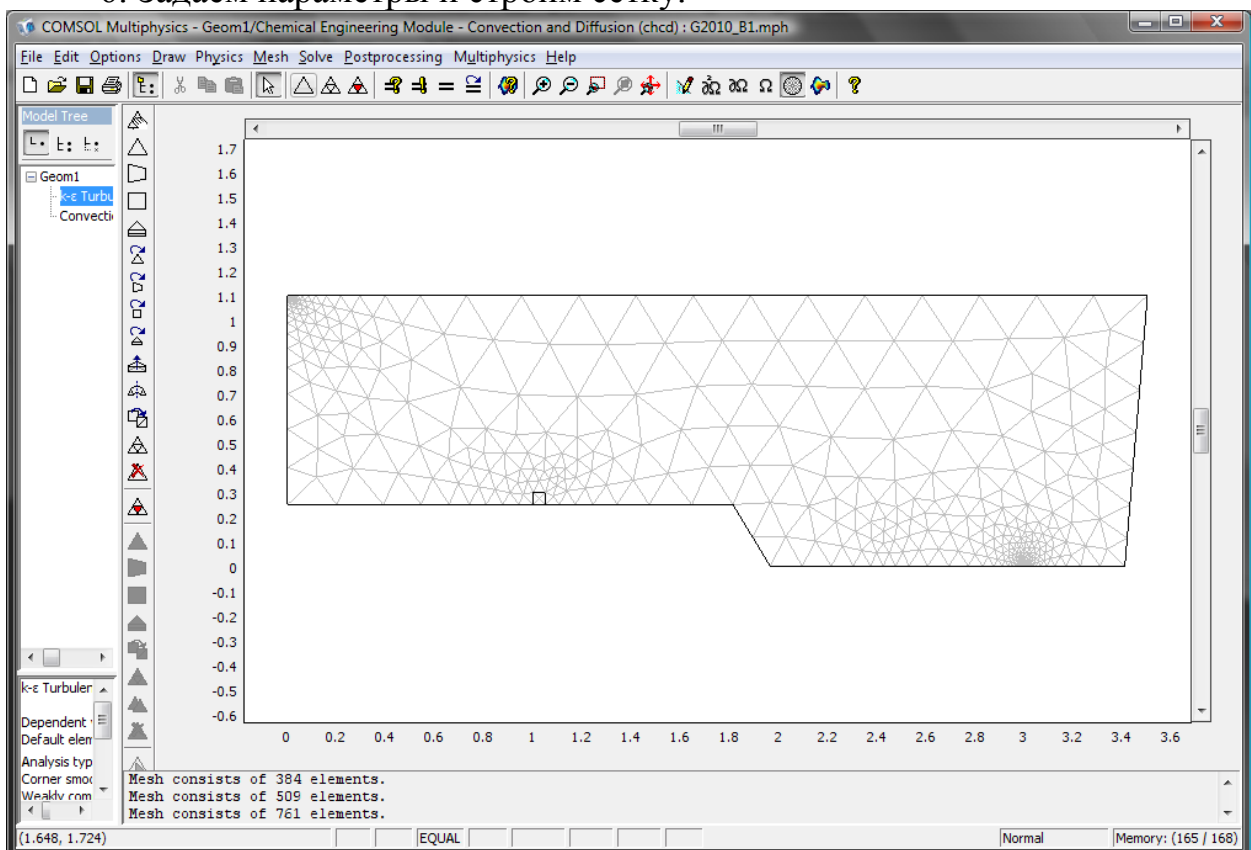 6. Задаем параметры и строим сетку.
COMSOL Multiphysics - Geom1/Chemical Engineering Module - Convection and Diffusion (chcd) : G2010_B1.mph
File Edit Options Draw Physics Mesh Solve Postprocessing Multiphysics Help
Model Tree
Geom1
k-ε Turbu
Convecti
1.7
1.6
1.5
1.4
1.3
1.2
1.1
1
0.9
0.8
0.7
0.6
0.5
0.4
0.3
0.2
0.1
0
-0.1
-0.2
-0.3
-0.4
-0.5
-0.6
0 0.2 0.4 0.6 0.8 1 1.2 1.4 1.6 1.8 2 2.2 2.4 2.6 2.8 3 3.2 3.4 3.6
k-ε Turbuler
Dependent
Default elem
Analysis typ
Corner smoo
Weakly com
Mesh consists of 384 elements.
Mesh consists of 509 elements.
Mesh consists of 761 elements.
(1.648, 1.724) EQUAL Normal Memory: (165 / 168)